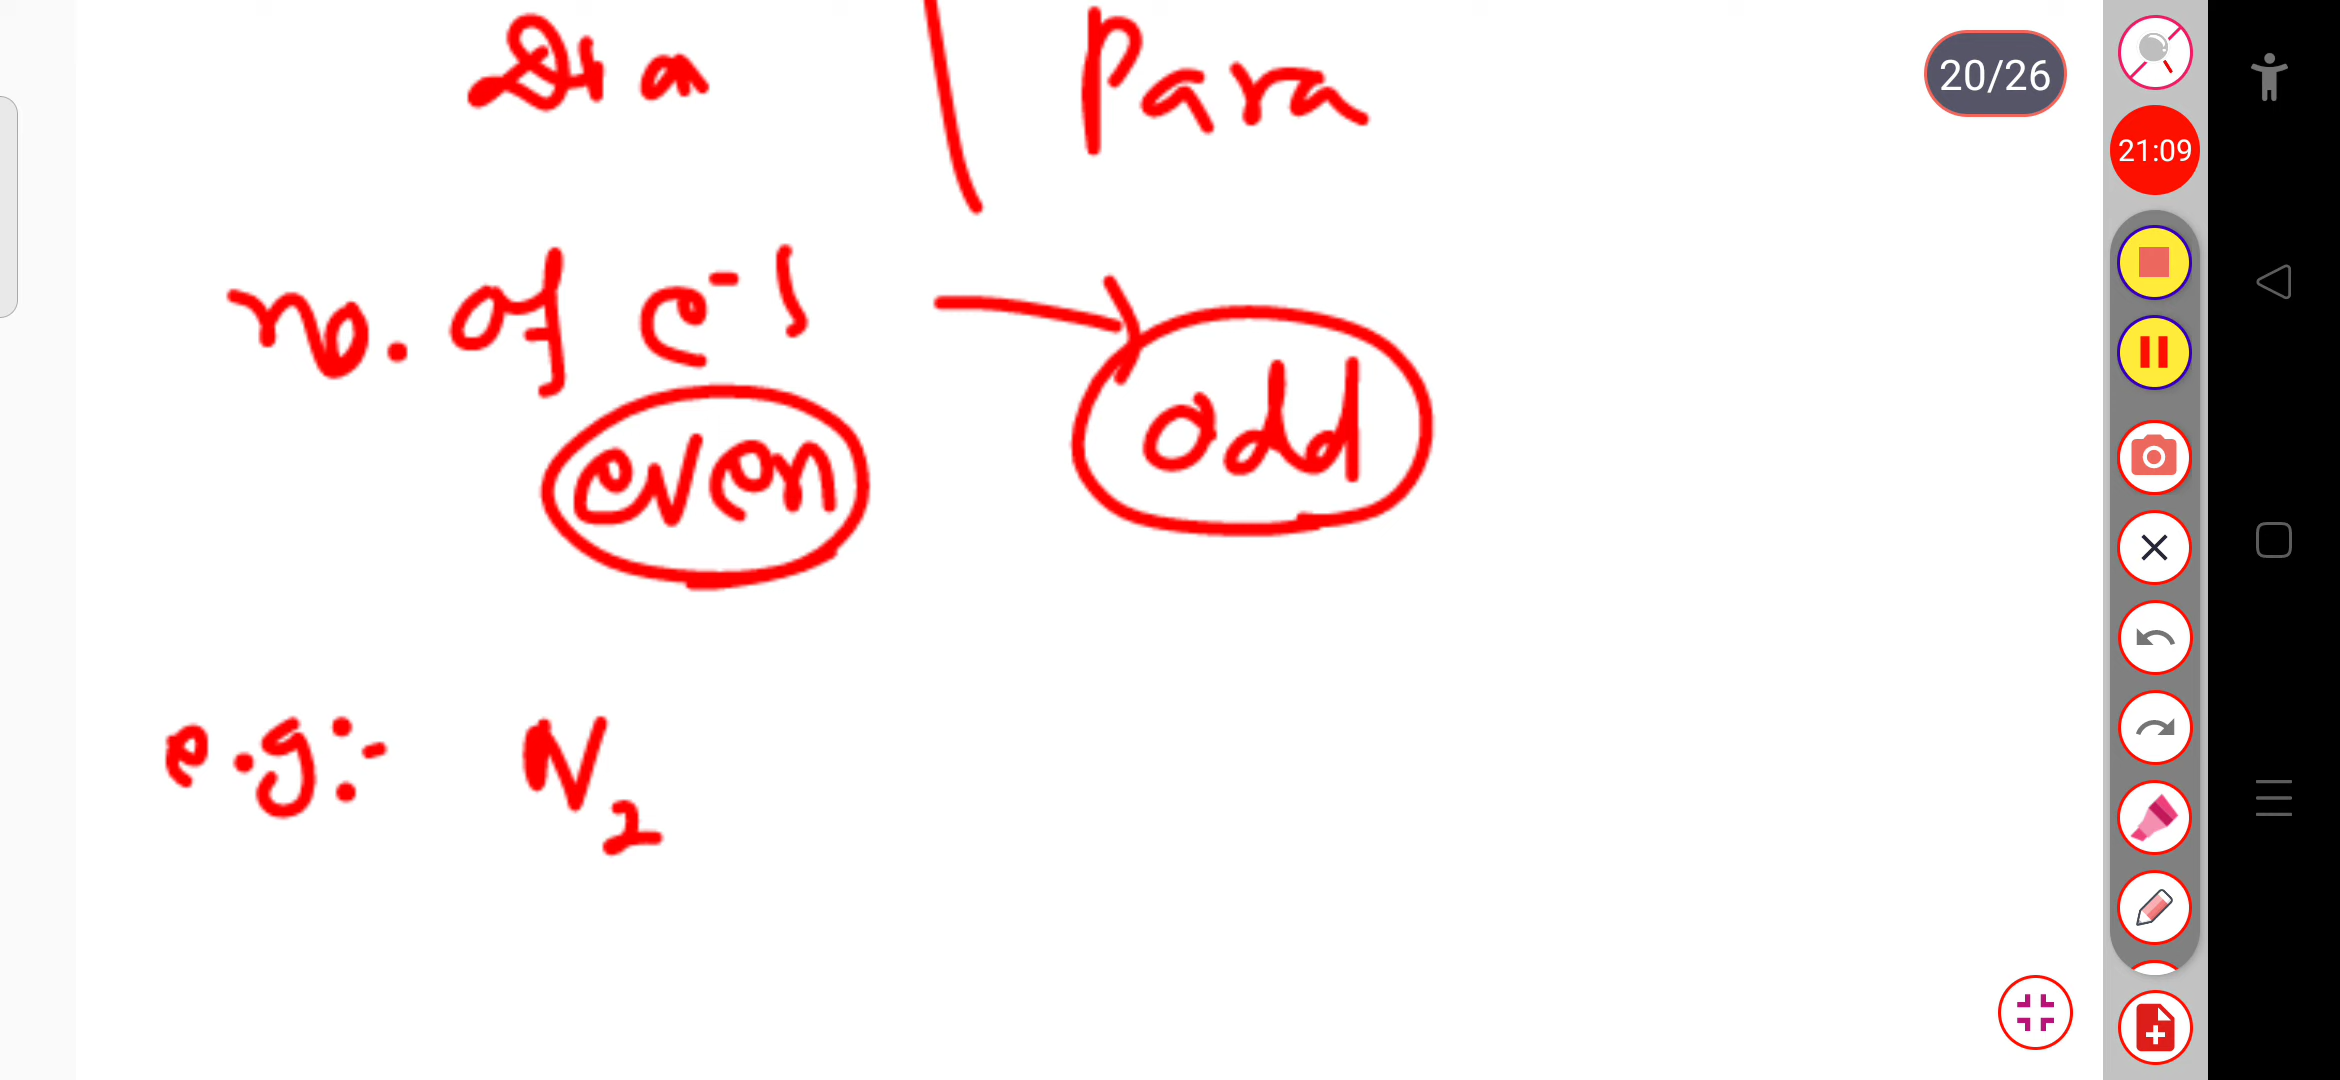 Dia | Para
20/26
21:09
no. of e⁻s → odd
even
e.g:- N₂